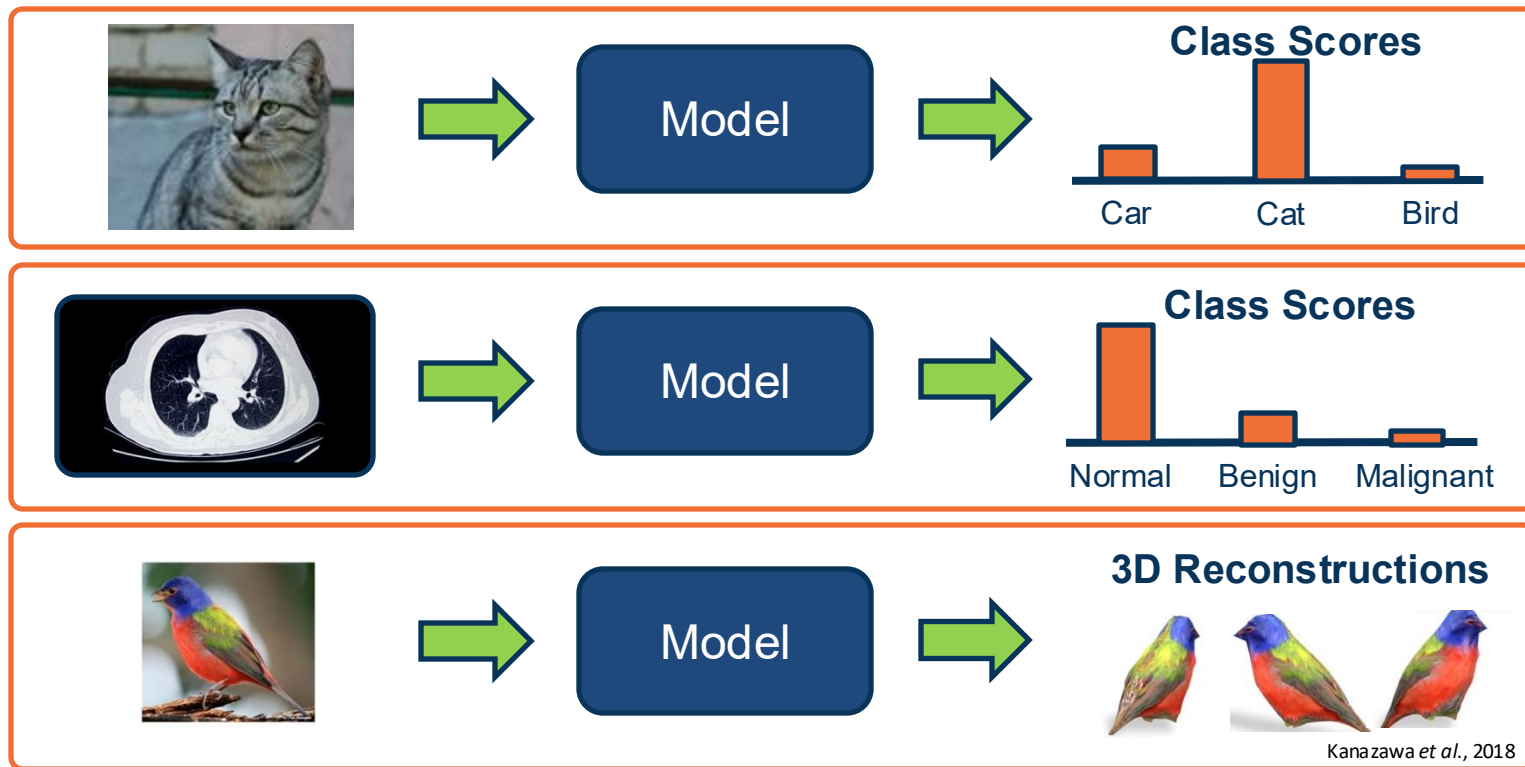 Class Scores
Model
Car Cat Bird
Class Scores
Model
Normal Benign Malignant
3D Reconstructions
Model
Kanazawa et al., 2018